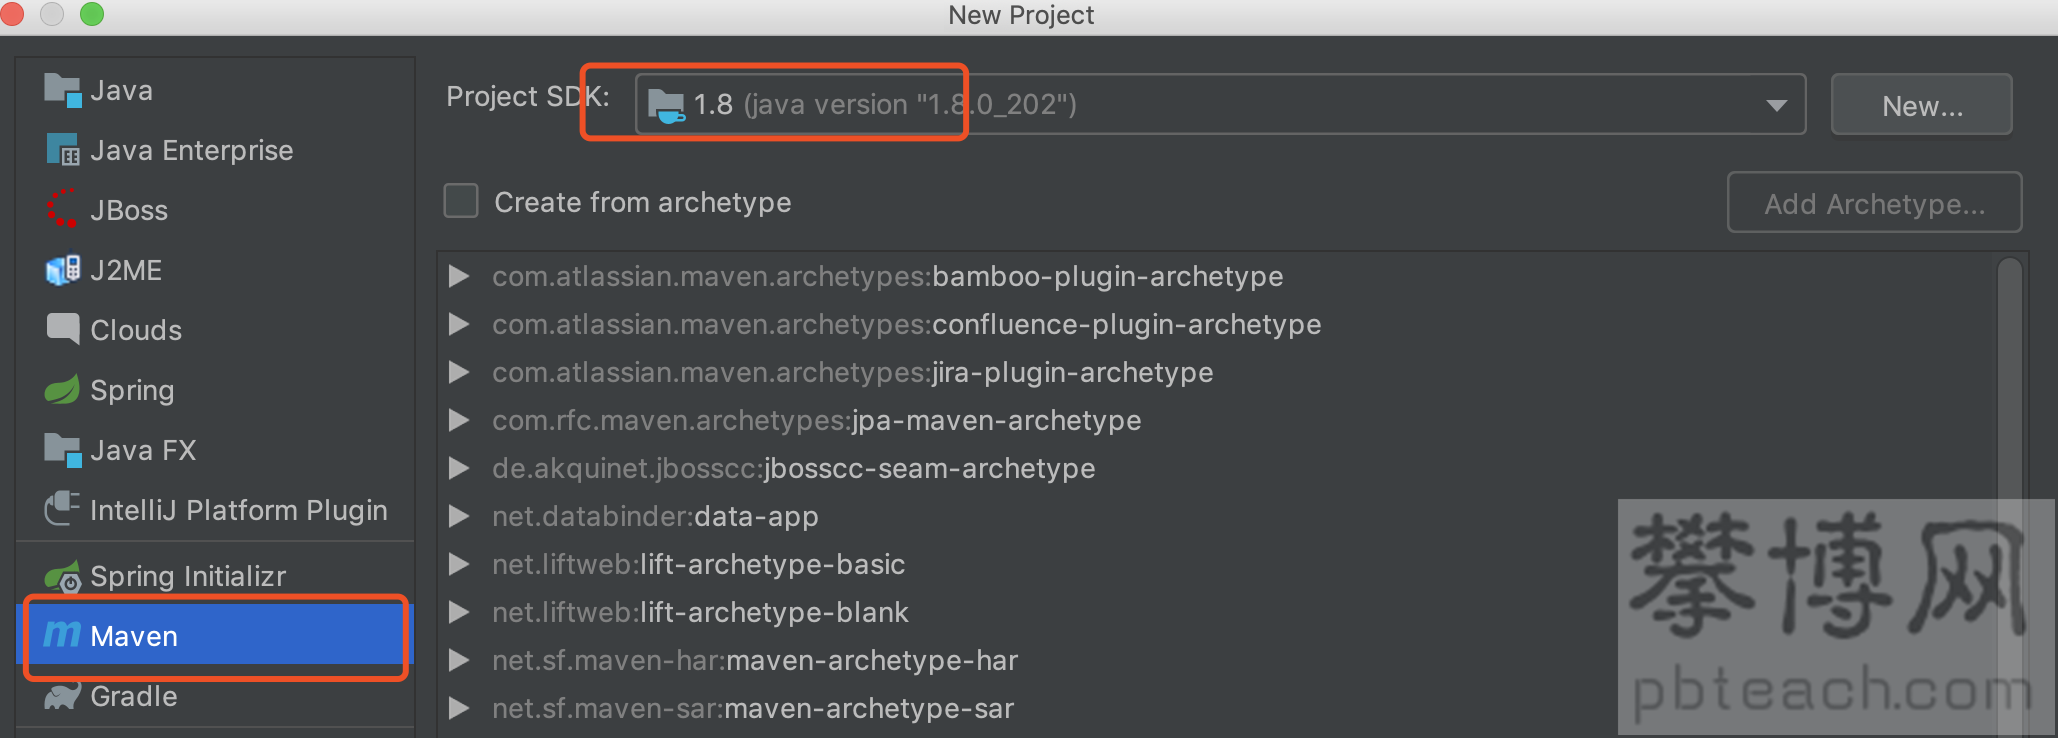 New Project
Java
Java Enterprise
JBoss
J2ME
Clouds
Spring
Java FX
IntelliJ Platform Plugin
Spring Initializr
m Maven
Gradle
Project SDK: 1.8 (java version "1.8.0_202") New...
Create from archetype Add Archetype...
com.atlassian.maven.archetypes:bamboo-plugin-archetype
com.atlassian.maven.archetypes:confluence-plugin-archetype
com.atlassian.maven.archetypes:jira-plugin-archetype
com.rfc.maven.archetypes:jpa-maven-archetype
de.akquinet.jbosscc:jbosscc-seam-archetype
net.databinder:data-app
net.liftweb:lift-archetype-basic
net.liftweb:lift-archetype-blank
net.sf.maven-har:maven-archetype-har
net.sf.maven-sar:maven-archetype-sar
攀博网
pbteach.com